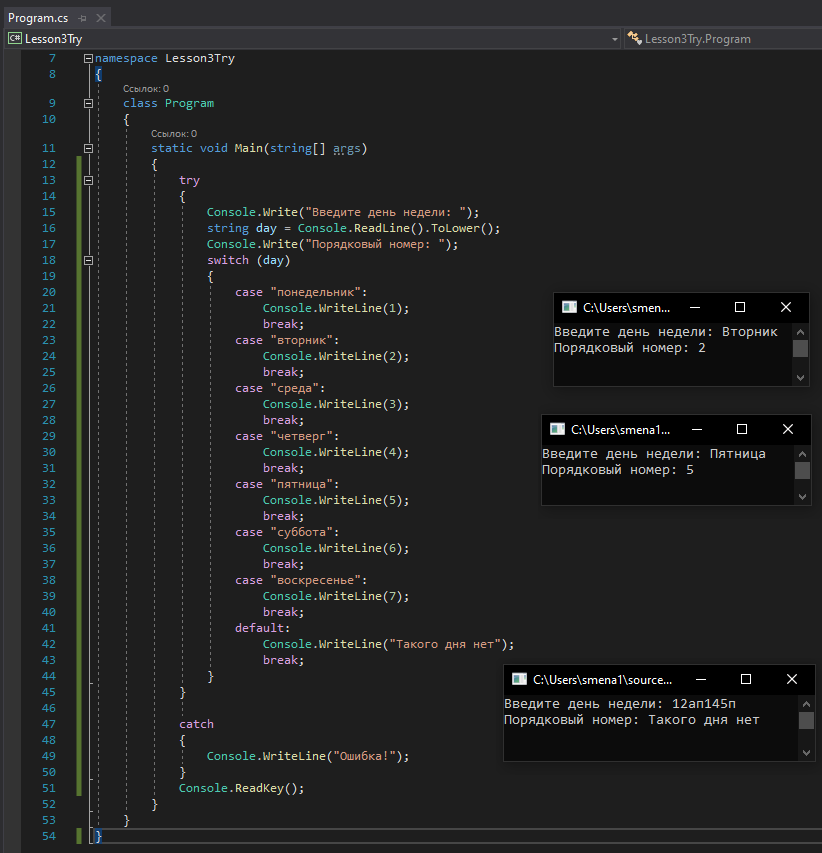 Program.cs
C# Lesson3Try
Lesson3Try.Program
7 namespace Lesson3Try
8 {
Ссылок: 0
9 class Program
10 {
Ссылок: 0
11 static void Main(string[] args)
12 {
13 try
14 {
15 Console.Write("Введите день недели: ");
16 string day = Console.ReadLine().ToLower();
17 Console.Write("Порядковый номер: ");
18 switch (day)
19 {
20 case "понедельник":
21 Console.WriteLine(1);
22 break;
23 case "вторник":
24 Console.WriteLine(2);
25 break;
26 case "среда":
27 Console.WriteLine(3);
28 break;
29 case "четверг":
30 Console.WriteLine(4);
31 break;
32 case "пятница":
33 Console.WriteLine(5);
34 break;
35 case "суббота":
36 Console.WriteLine(6);
37 break;
38 case "воскресенье":
39 Console.WriteLine(7);
40 break;
41 default:
42 Console.WriteLine("Такого дня нет");
43 break;
44 }
45 }
46
47 catch
48 {
49 Console.WriteLine("Ошибка!");
50 }
51 Console.ReadKey();
52 }
53 }
54 }
C:\Users\smen...
Введите день недели: Вторник
Порядковый номер: 2
C:\Users\smena1...
Введите день недели: Пятница
Порядковый номер: 5
C:\Users\smena1\source...
Введите день недели: 12ап145п
Порядковый номер: Такого дня нет